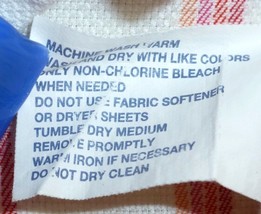 MACHINE WASH WARM
WASH AND DRY WITH LIKE COLORS
ONLY NON-CHLORINE BLEACH
WHEN NEEDED
DO NOT USE FABRIC SOFTENER
OR DRYER SHEETS
TUMBLE DRY MEDIUM
REMOVE PROMPTLY
WARM IRON IF NECESSARY
DO NOT DRY CLEAN